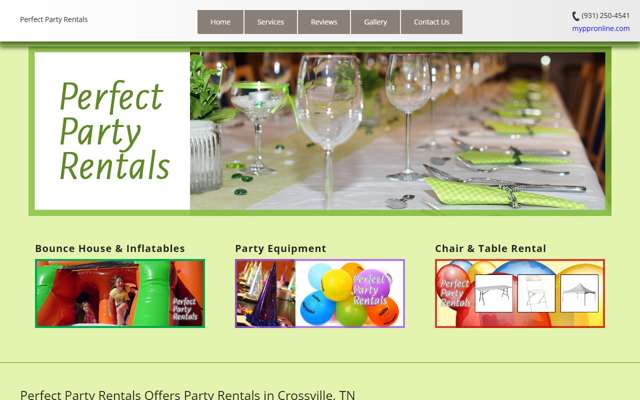 Perfect Party Rentals
Home
Services
Reviews
Gallery
Contact Us
(931) 250-4541
mypponline.com
Perfect
Party
Rentals
Bounce House & Inflatables
Party Equipment
Chair & Table Rental
Perfect
Party
Rentals
Perfect
Party
Rentals
Perfect
Party
Rentals
Perfect Party Rentals Offers Party Rentals in Crossville, TN